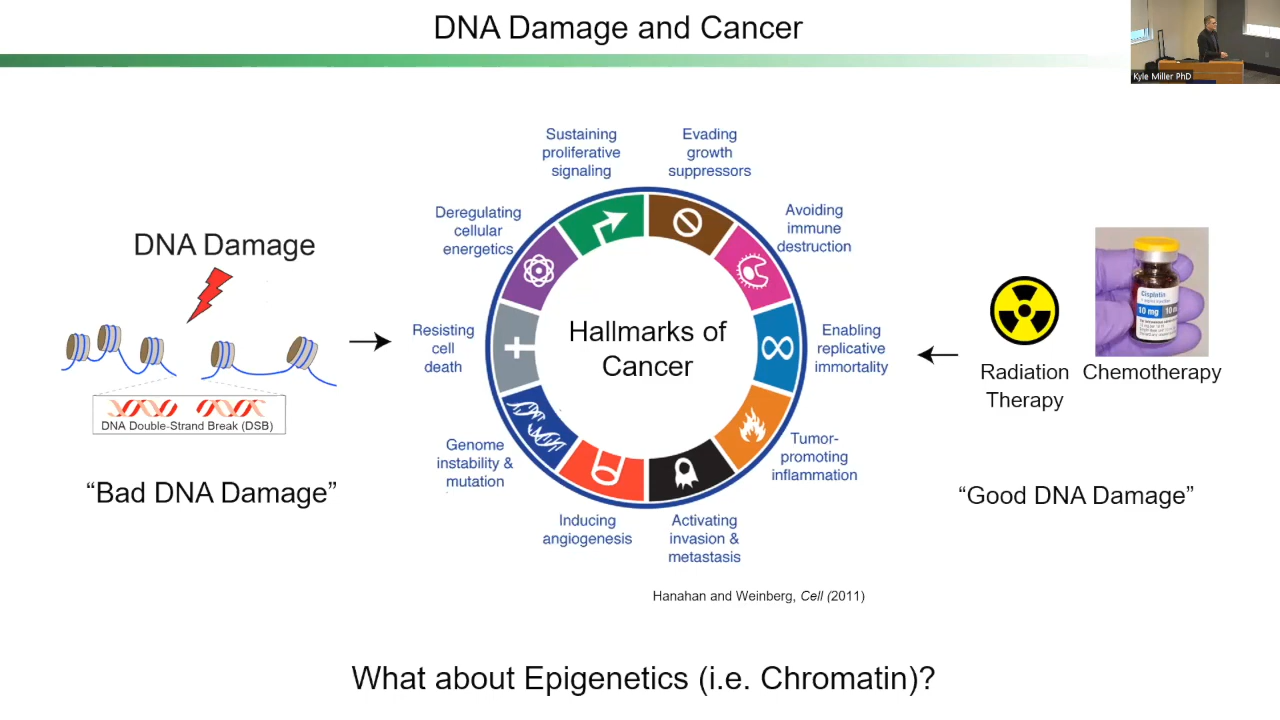 DNA Damage and Cancer
Kyle Miller PhD
Sustaining
proliferative
signaling
Evading
growth
suppressors
Deregulating
cellular
energetics
Avoiding
immune
destruction
DNA Damage
Resisting
cell
death
Hallmarks of
Cancer
Enabling
replicative
immortality
Cisplatin
10 mg
Radiation
Therapy
Chemotherapy
DNA Double-Strand Break (DSB)
Genome
instability &
mutation
Tumor-
promoting
inflammation
“Bad DNA Damage”
“Good DNA Damage”
Inducing
angiogenesis
Activating
invasion &
metastasis
Hanahan and Weinberg, Cell (2011)
What about Epigenetics (i.e. Chromatin)?